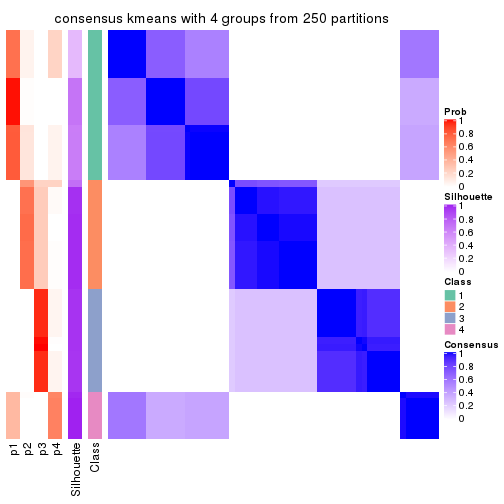 consensus kmeans with 4 groups from 250 partitions
Prob
1
0.8
0.6
0.4
0.2
0
Silhouette
1
0.8
0.6
0.4
0.2
0
Class
1
2
3
4
Consensus
1
0.8
0.6
0.4
0.2
0
p1
p2
p3
p4
Silhouette
Class